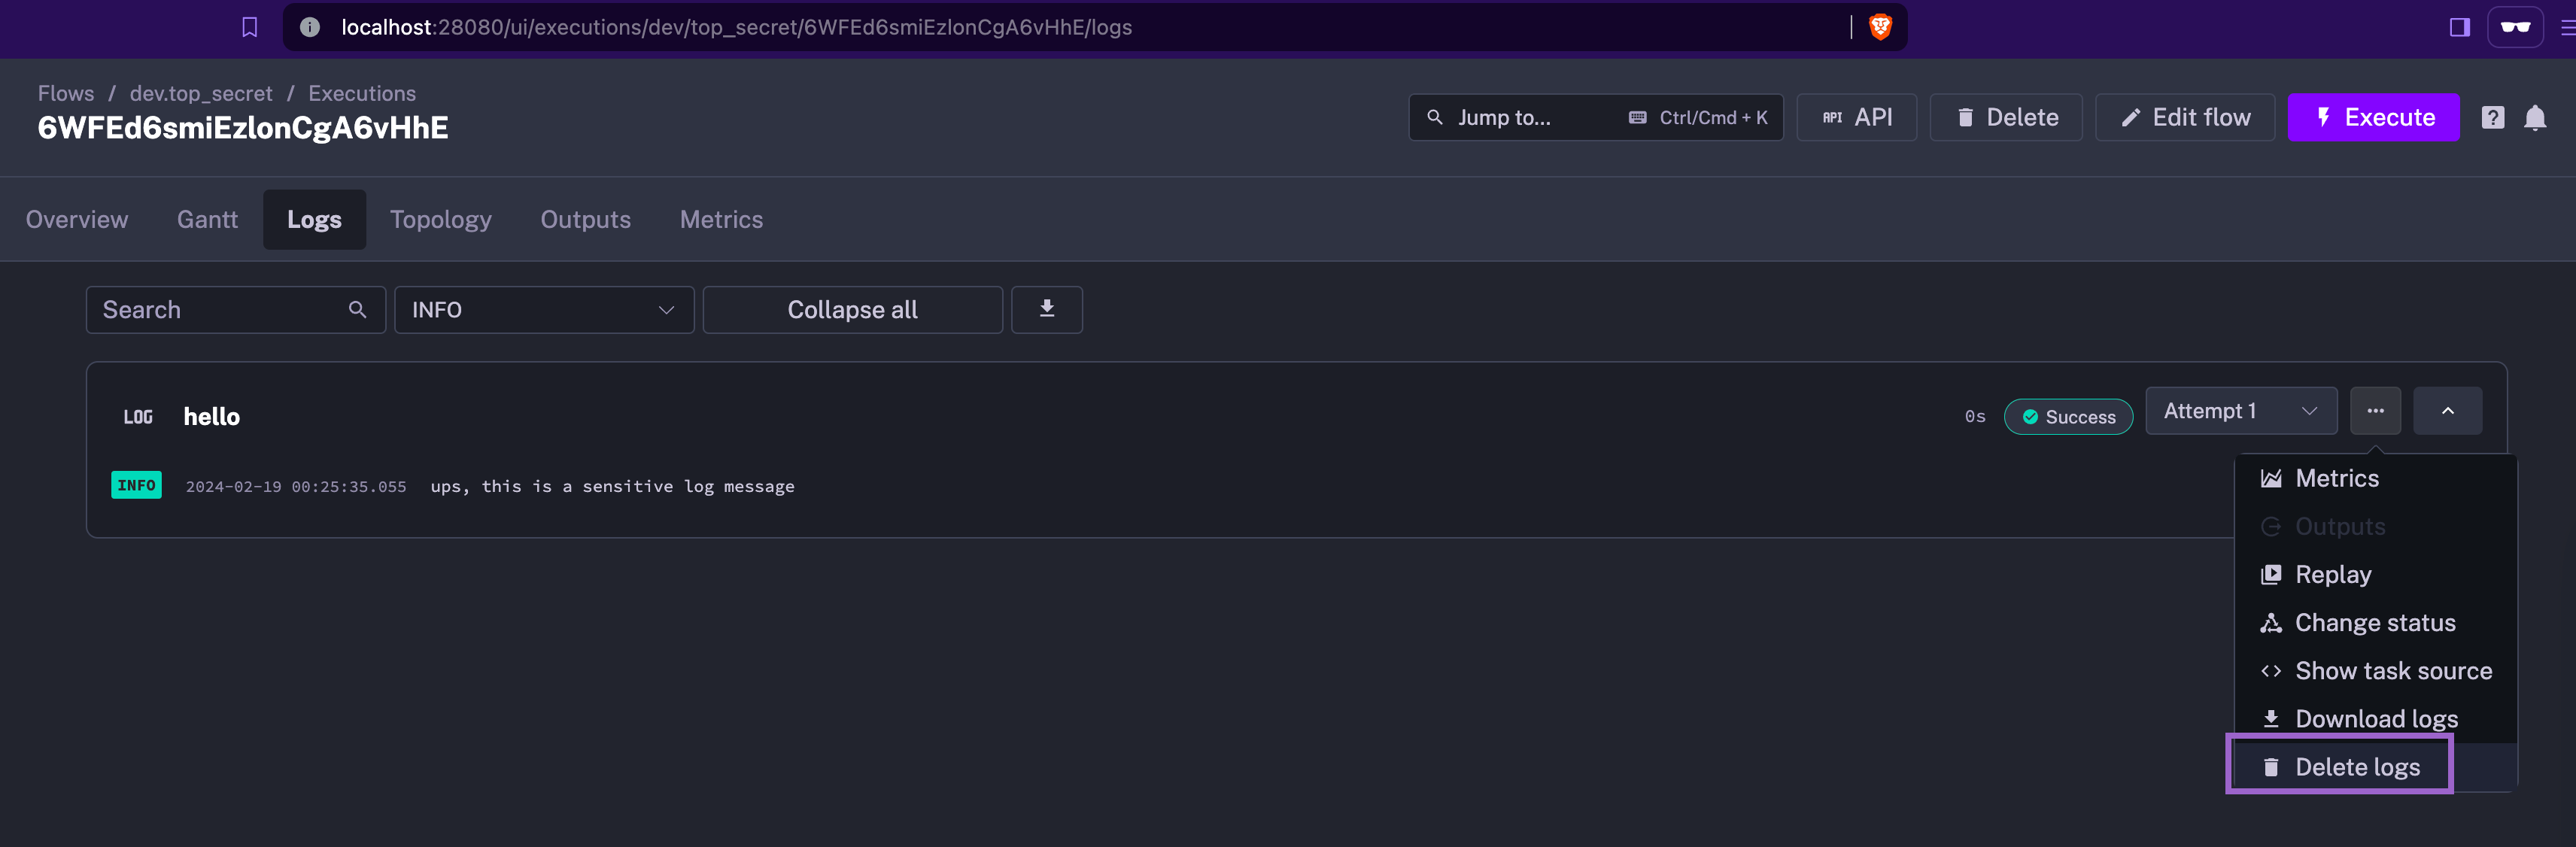 localhost:28080/ui/executions/dev/top_secret/6WFEd6smiEzlonCgA6vHhE/logs
Flows / dev.top_secret / Executions
6WFEd6smiEzlonCgA6vHhE
Jump to... Ctrl/Cmd + K
API API
Delete
Edit flow
Execute
Overview Gantt Logs Topology Outputs Metrics
Search
INFO
Collapse all
LOG hello
0s Success Attempt 1
INFO 2024-02-19 00:25:35.055 ups, this is a sensitive log message
Metrics
Outputs
Replay
Change status
Show task source
Download logs
Delete logs